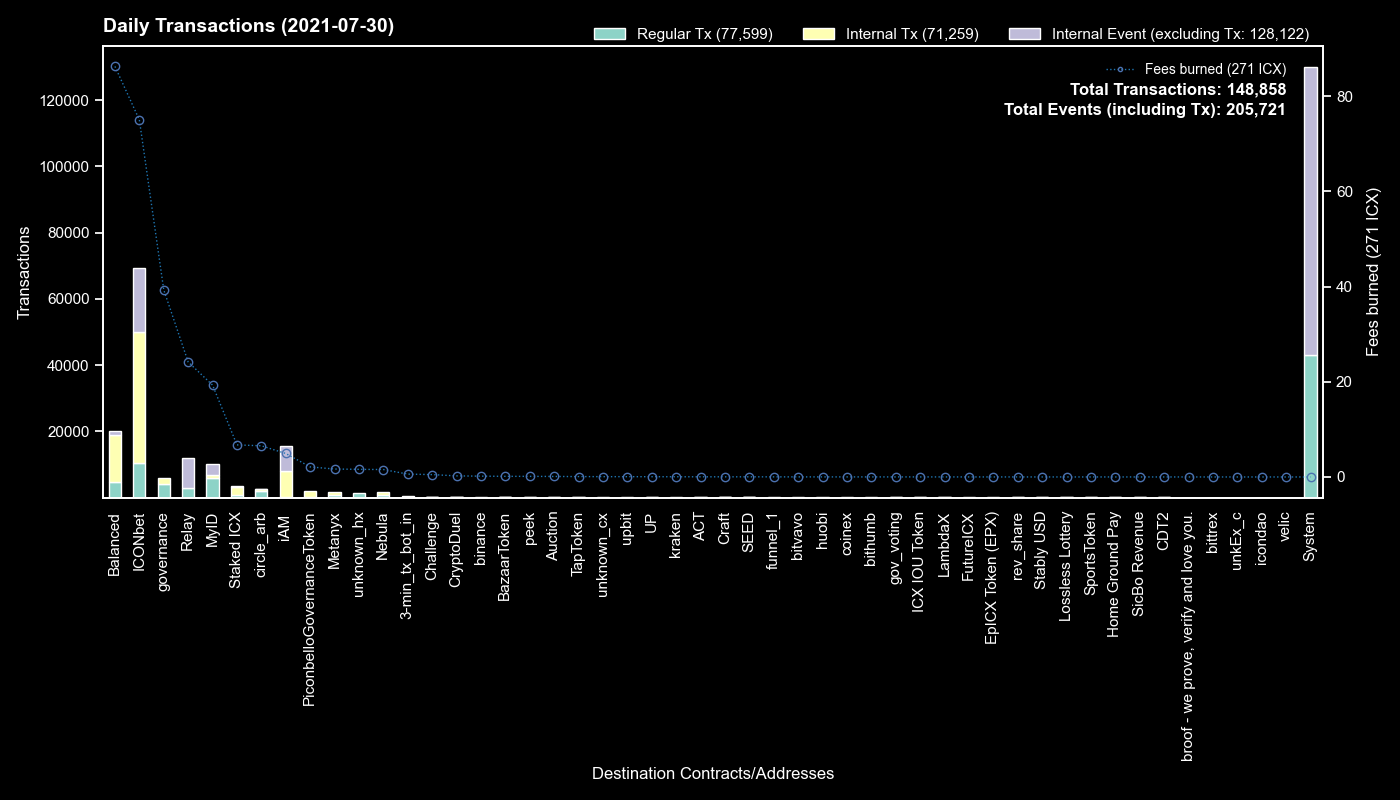 Daily Transactions (2021-07-30)
Regular Tx (77,599)
Internal Tx (71,259)
Internal Event (excluding Tx: 128,122)
Fees burned (271 ICX)
Total Transactions: 148,858
Total Events (including Tx): 205,721
Transactions
120000
100000
80000
60000
40000
20000
80
60
40
20
0
Fees burned (271 ICX)
Balanced
ICONbet
governance
Relay
MyID
Staked ICX
circle_arb
iAM
PiconbelloGovernanceToken
Metanyx
unknown_hx
Nebula
3-min_tx_bot_in
Challenge
CryptoDuel
binance
BazaarToken
peek
Auction
TapToken
unknown_cx
upbit
UP
kraken
ACT
Craft
SEED
funnel_1
bitvavo
huobi
coinex
bithumb
gov_voting
ICX IOU Token
LambdaX
FutureICX
EpICX Token (EPX)
rev_share
Stably USD
Lossless Lottery
SportsToken
Home Ground Pay
SicBo Revenue
CDT2
broof - we prove, verify and love you.
bittrex
unkEx_c
icondao
velic
System
Destination Contracts/Addresses